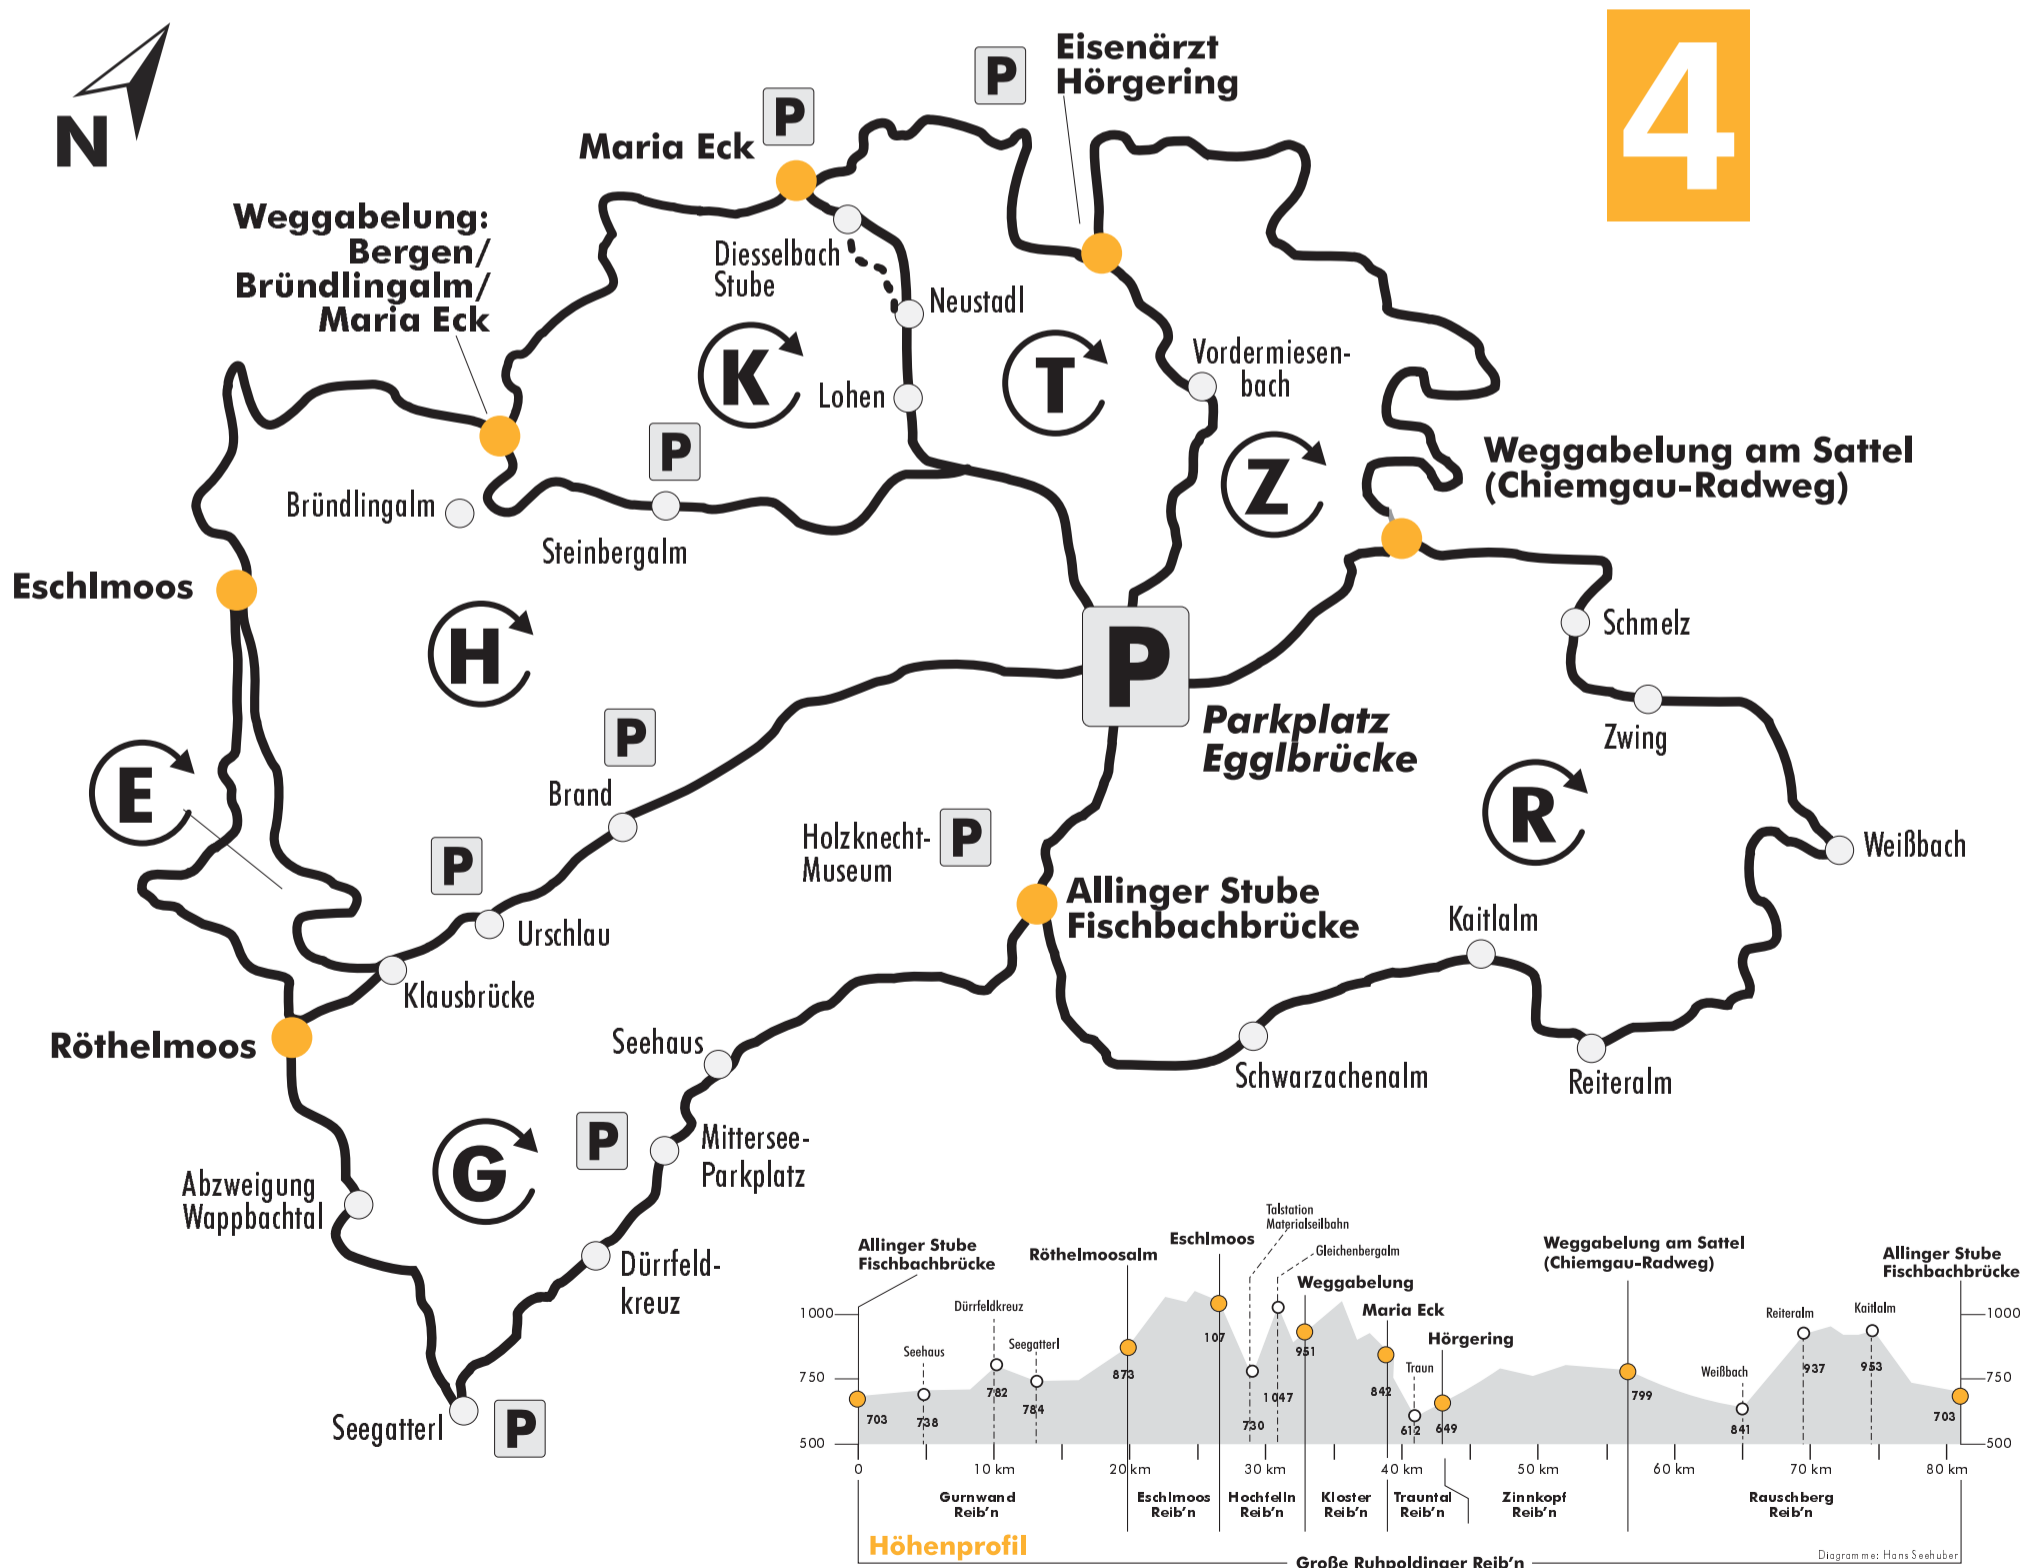 4
N
P
Eisenärzt
Hörgering
P
Maria Eck
Weggabelung:
Bergen/
Bründlingalm/
Maria Eck
Diesselbach
Stube
Neustadl
K
T
Vordermiesen-
bach
Lohen
P
Z
Weggabelung am Sattel
(Chiemgau-Radweg)
Bründlingalm
Steinbergalm
Eschlmoos
H
P
Schmelz
Parkplatz
Egglbrücke
Zwing
P
E
Brand
R
Holzknecht-
Museum
P
Weißbach
P
Allinger Stube
Fischbachbrücke
Kaitlalm
Urschlau
Klausbrücke
Röthelmoos
Seehaus
Schwarzachenalm
Reiteralm
G
P
Mittersee-
Parkplatz
Abzweigung
Wappbachtal
Dürrfeld-
kreuz
Seegatterl
P
Allinger Stube
Fischbachbrücke
Röthelmoosalm
Eschlmoos
Talstation
Materialseilbahn
Gleichenbergalm
Weggabelung
Maria Eck
Hörgering
Weggabelung am Sattel
(Chiemgau-Radweg)
Allinger Stube
Fischbachbrücke
Seehaus
Dürrfeldkreuz
Seegatterl
Traun
Weißbach
Reiteralm
Kaitlalm
1000
750
500
1000
750
500
703
738
782
784
873
107
730
1047
951
842
612
649
799
841
937
953
703
0
10 km
20 km
30 km
40 km
50 km
60 km
70 km
80 km
Gurnwand
Reib'n
Eschlmoos
Reib'n
Hochfelln
Reib'n
Kloster
Reib'n
Trauntal
Reib'n
Zinnkopf
Reib'n
Rauschberg
Reib'n
Höhenprofil
Große Ruhpoldinger Reib'n
Diagramme: Hans Seehuber